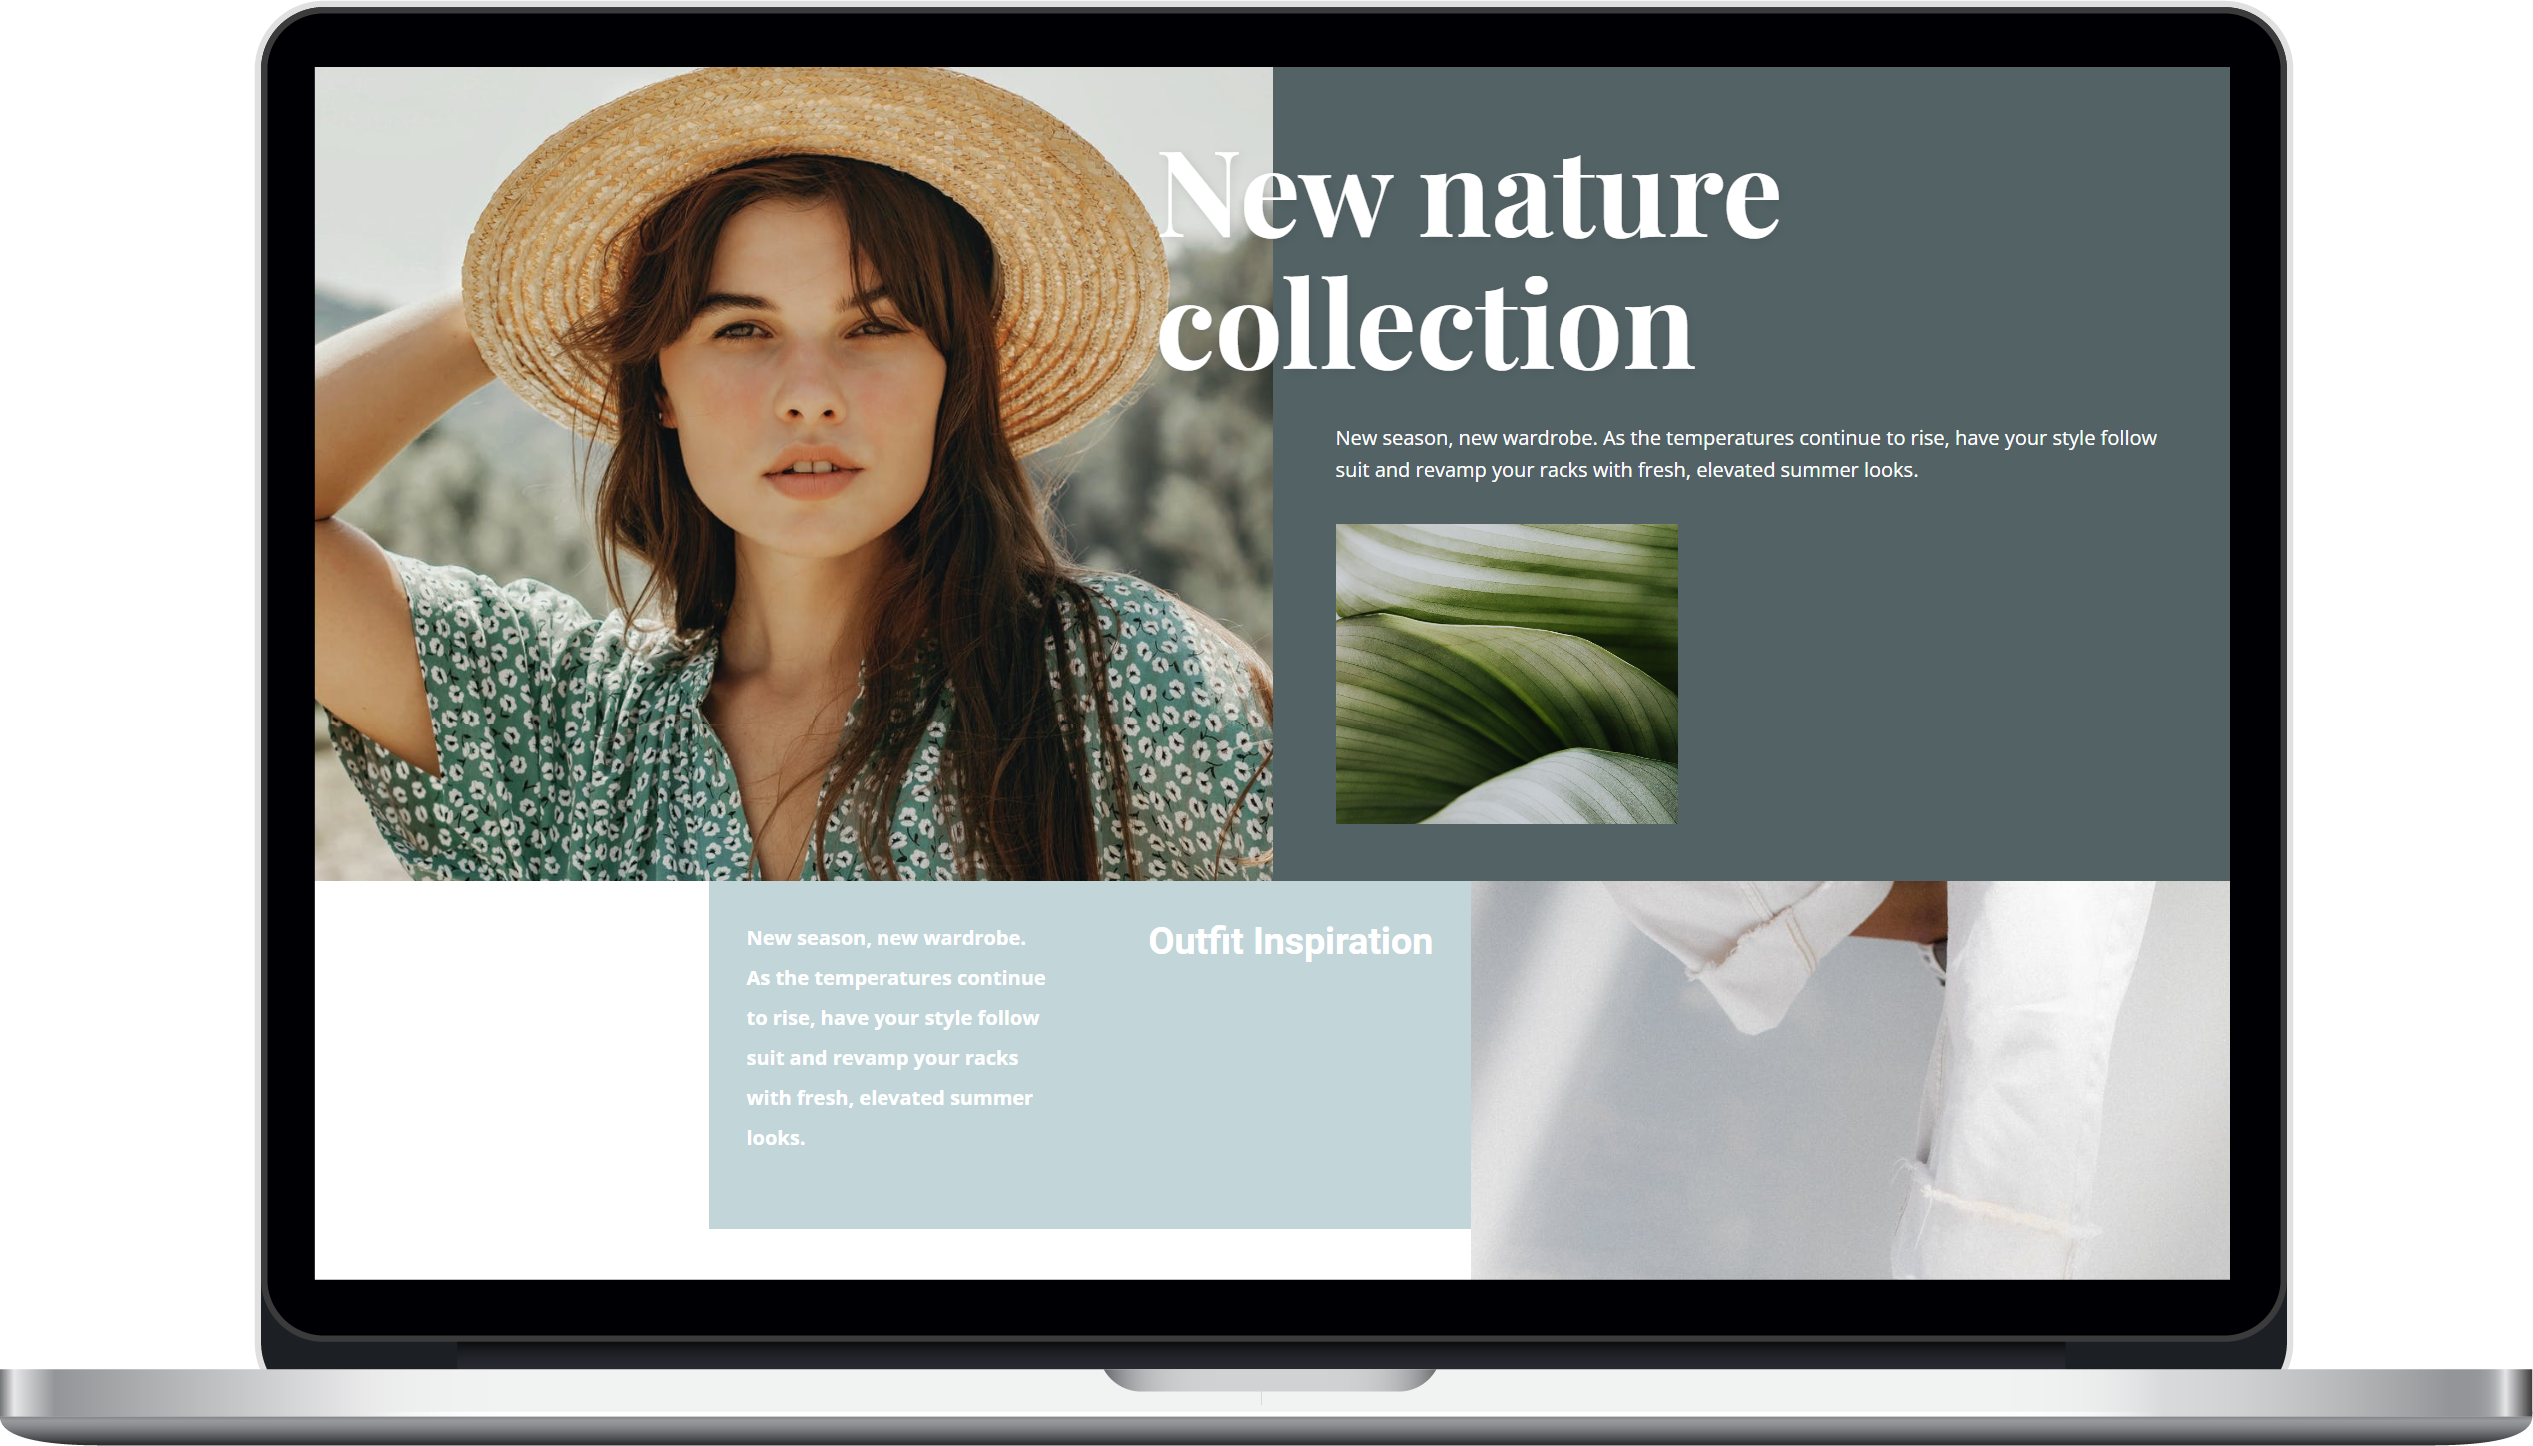 New nature
collection
New season, new wardrobe. As the temperatures continue to rise, have your style follow
suit and revamp your racks with fresh, elevated summer looks.
New season, new wardrobe.
As the temperatures continue
to rise, have your style follow
suit and revamp your racks
with fresh, elevated summer
looks.
Outfit Inspiration